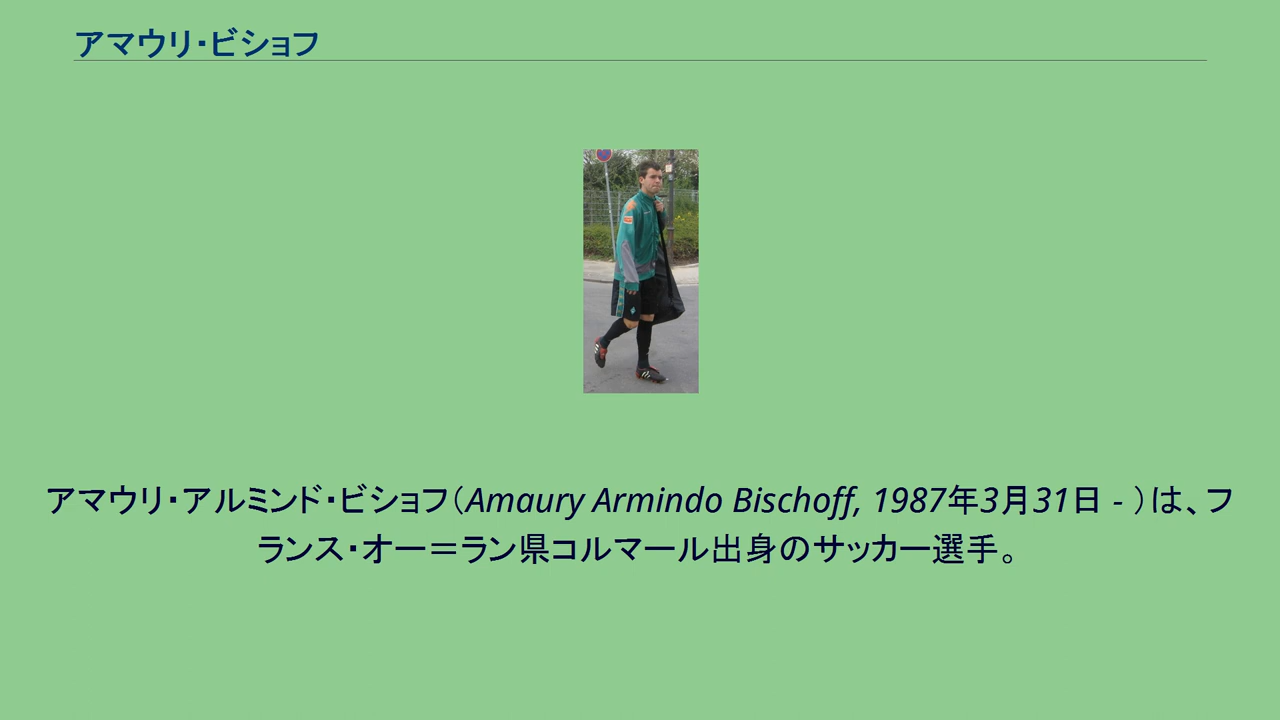 アマウリ・ビショフ
アマウリ・アルミンド・ビショフ（Amaury Armindo Bischoff, 1987年3月31日 - ）は、フ
ランス・オー＝ラン県コルマール出身のサッカー選手。